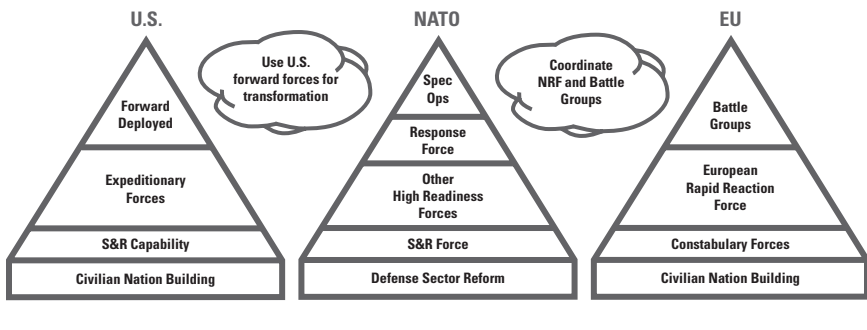 U.S.
NATO
EU
Use U.S.
forward forces for
transformation
Coordinate
NRF and Battle
Groups
Forward
Deployed
Expeditionary
Forces
S&R Capability
Civilian Nation Building
Spec
Ops
Response
Force
Other
High Readiness
Forces
S&R Force
Defense Sector Reform
Battle
Groups
European
Rapid Reaction
Force
Constabulary Forces
Civilian Nation Building